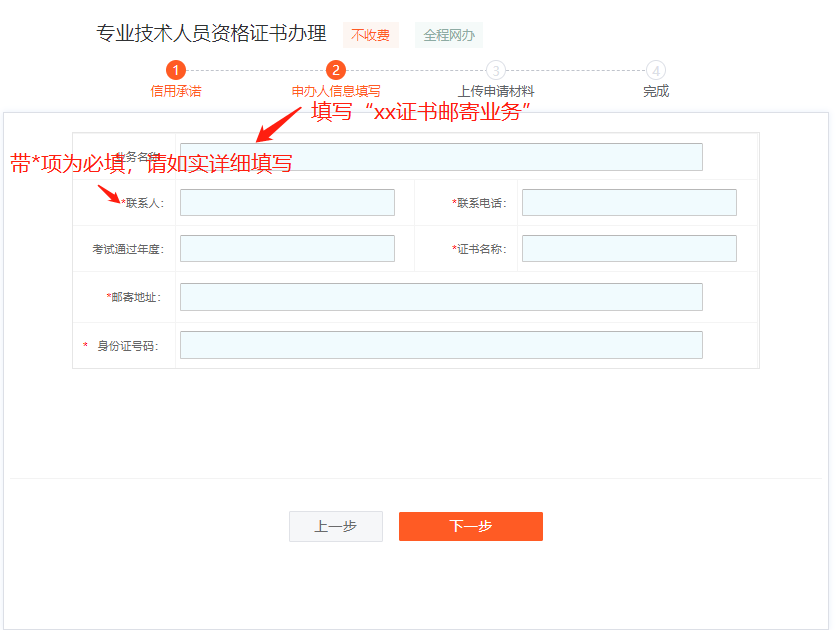 专业技术人员资格证书办理 不收费 全程网办
1 2 3 4
信用承诺 申办人信息填写 上传申请材料 完成
填写“xx证书邮寄业务”
业务名称:
带*项为必填，请如实详细填写
*联系人: *联系电话:
考试通过年度: *证书名称:
*邮寄地址:
* 身份证号码:
上一步 下一步